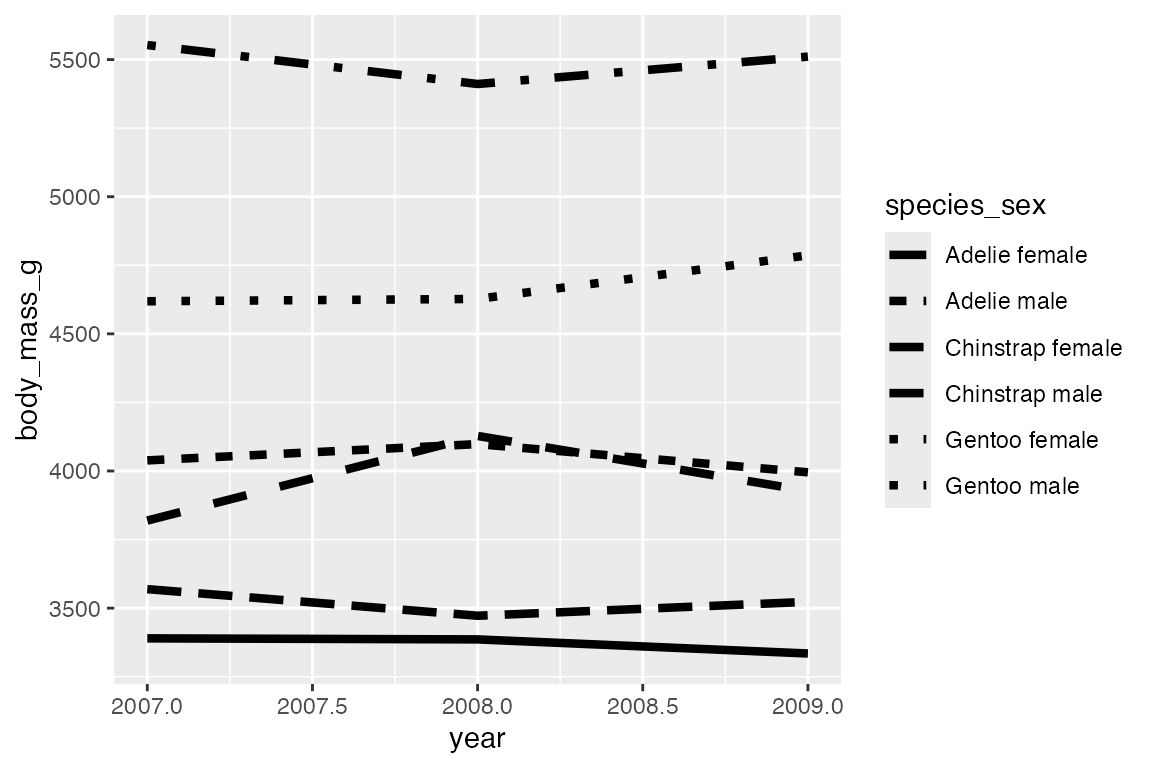 5500
5000
4500
4000
3500
body_mass_g
2007.0
2007.5
2008.0
2008.5
2009.0
year
species_sex
Adelie female
Adelie male
Chinstrap female
Chinstrap male
Gentoo female
Gentoo male